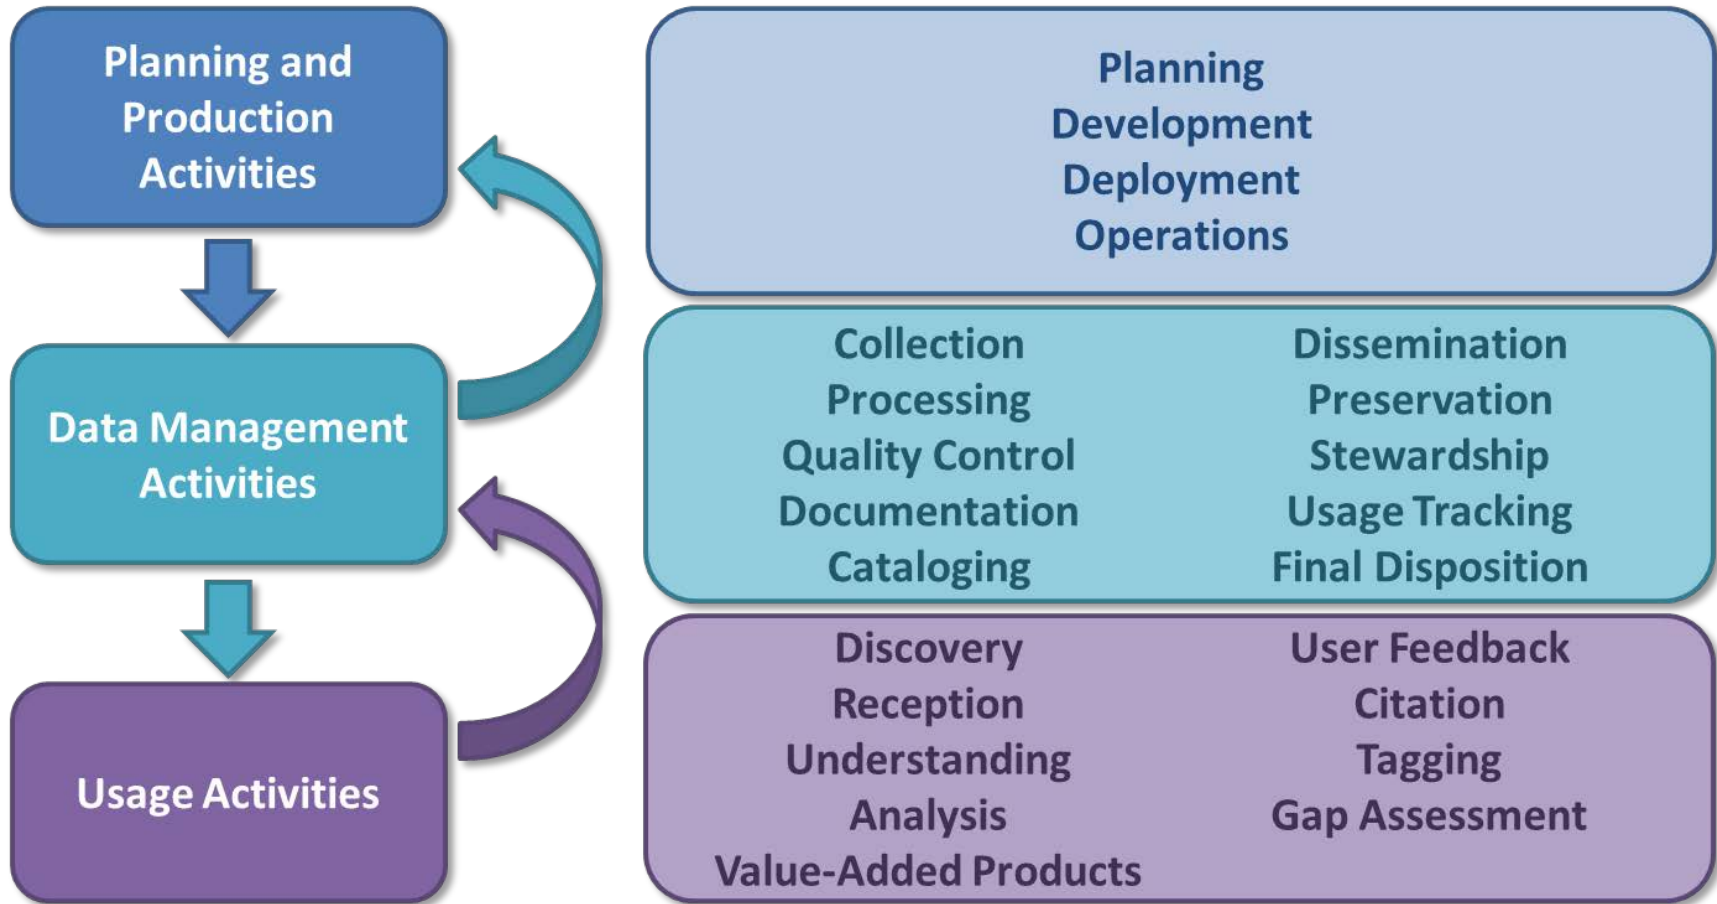 Planning and
Production
Activities
Planning
Development
Deployment
Operations
Data Management
Activities
Collection
Processing
Quality Control
Documentation
Cataloging
Dissemination
Preservation
Stewardship
Usage Tracking
Final Disposition
Usage Activities
Discovery
Reception
Understanding
Analysis
Value-Added Products
User Feedback
Citation
Tagging
Gap Assessment